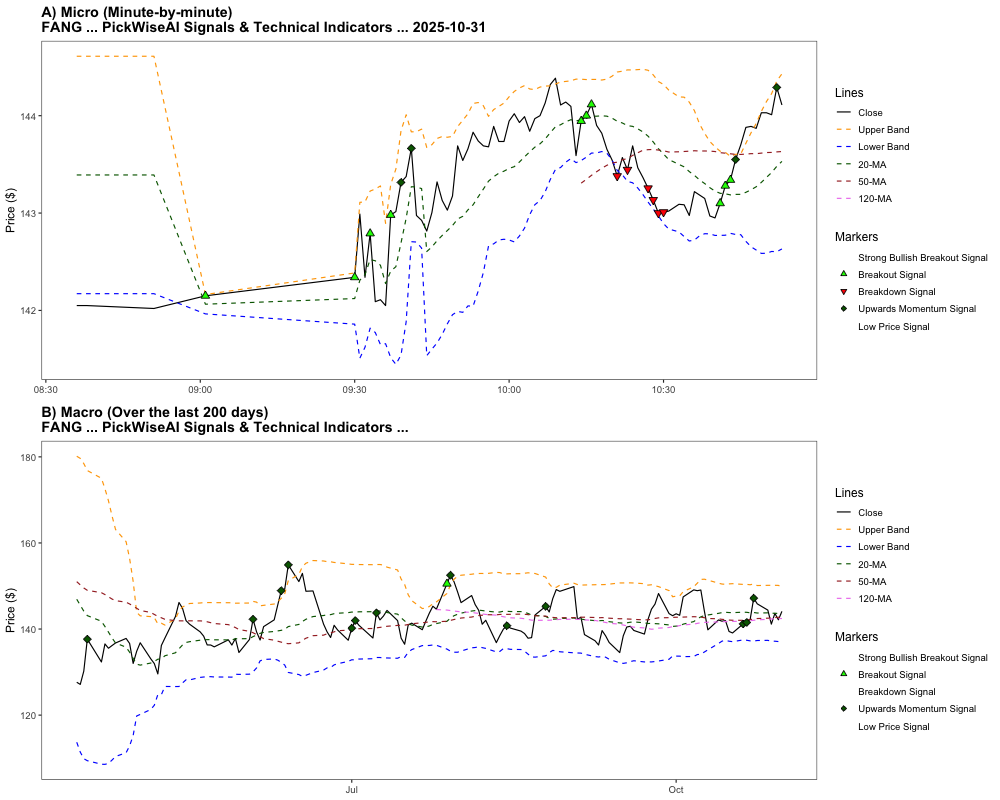 A) Micro (Minute-by-minute)
FANG ... PickWiseAI Signals & Technical Indicators ... 2025-10-31
Price ($)
144
143
142
08:30
09:00
09:30
10:00
10:30
Lines
Close
Upper Band
Lower Band
20-MA
50-MA
120-MA
Markers
Strong Bullish Breakout Signal
Breakout Signal
Breakdown Signal
Upwards Momentum Signal
Low Price Signal
B) Macro (Over the last 200 days)
FANG ... PickWiseAI Signals & Technical Indicators ...
Price ($)
180
160
140
120
Jul
Oct
Lines
Close
Upper Band
Lower Band
20-MA
50-MA
120-MA
Markers
Strong Bullish Breakout Signal
Breakout Signal
Breakdown Signal
Upwards Momentum Signal
Low Price Signal